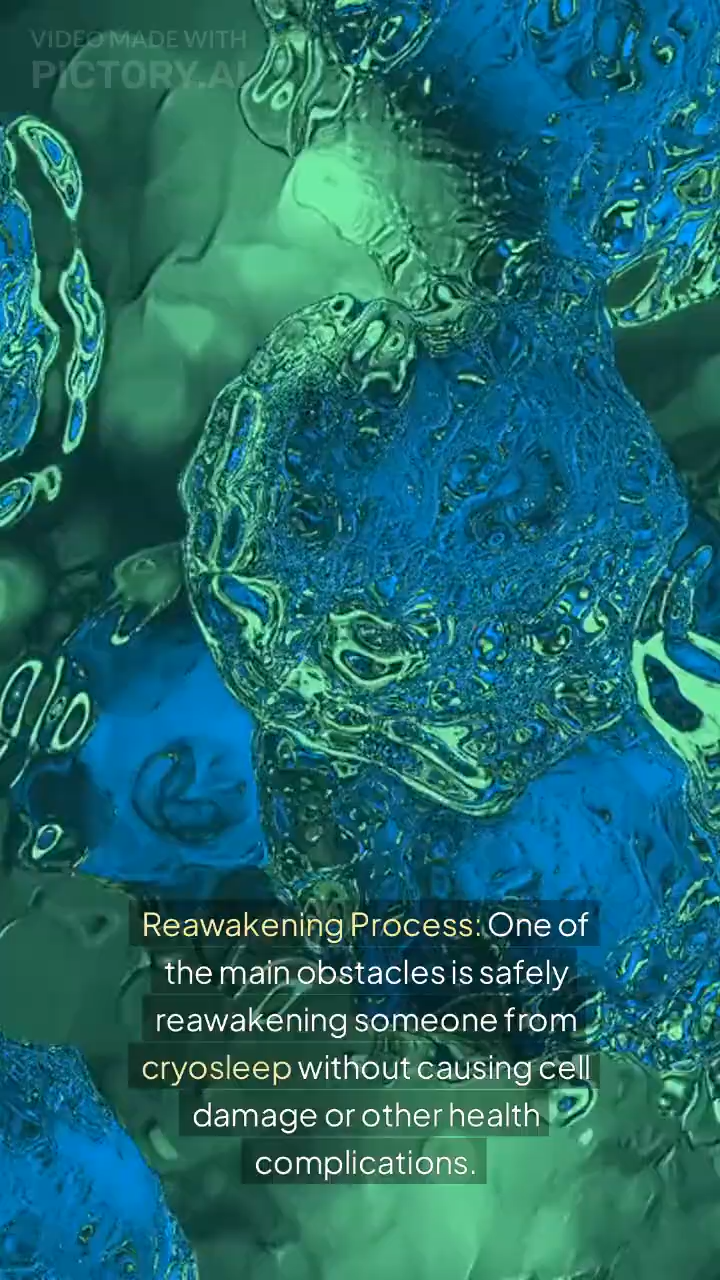 VIDEO MADE WITH
PICTORY.AI
Reawakening Process: One of
the main obstacles is safely
reawakening someone from
cryosleep without causing cell
damage or other health
complications.